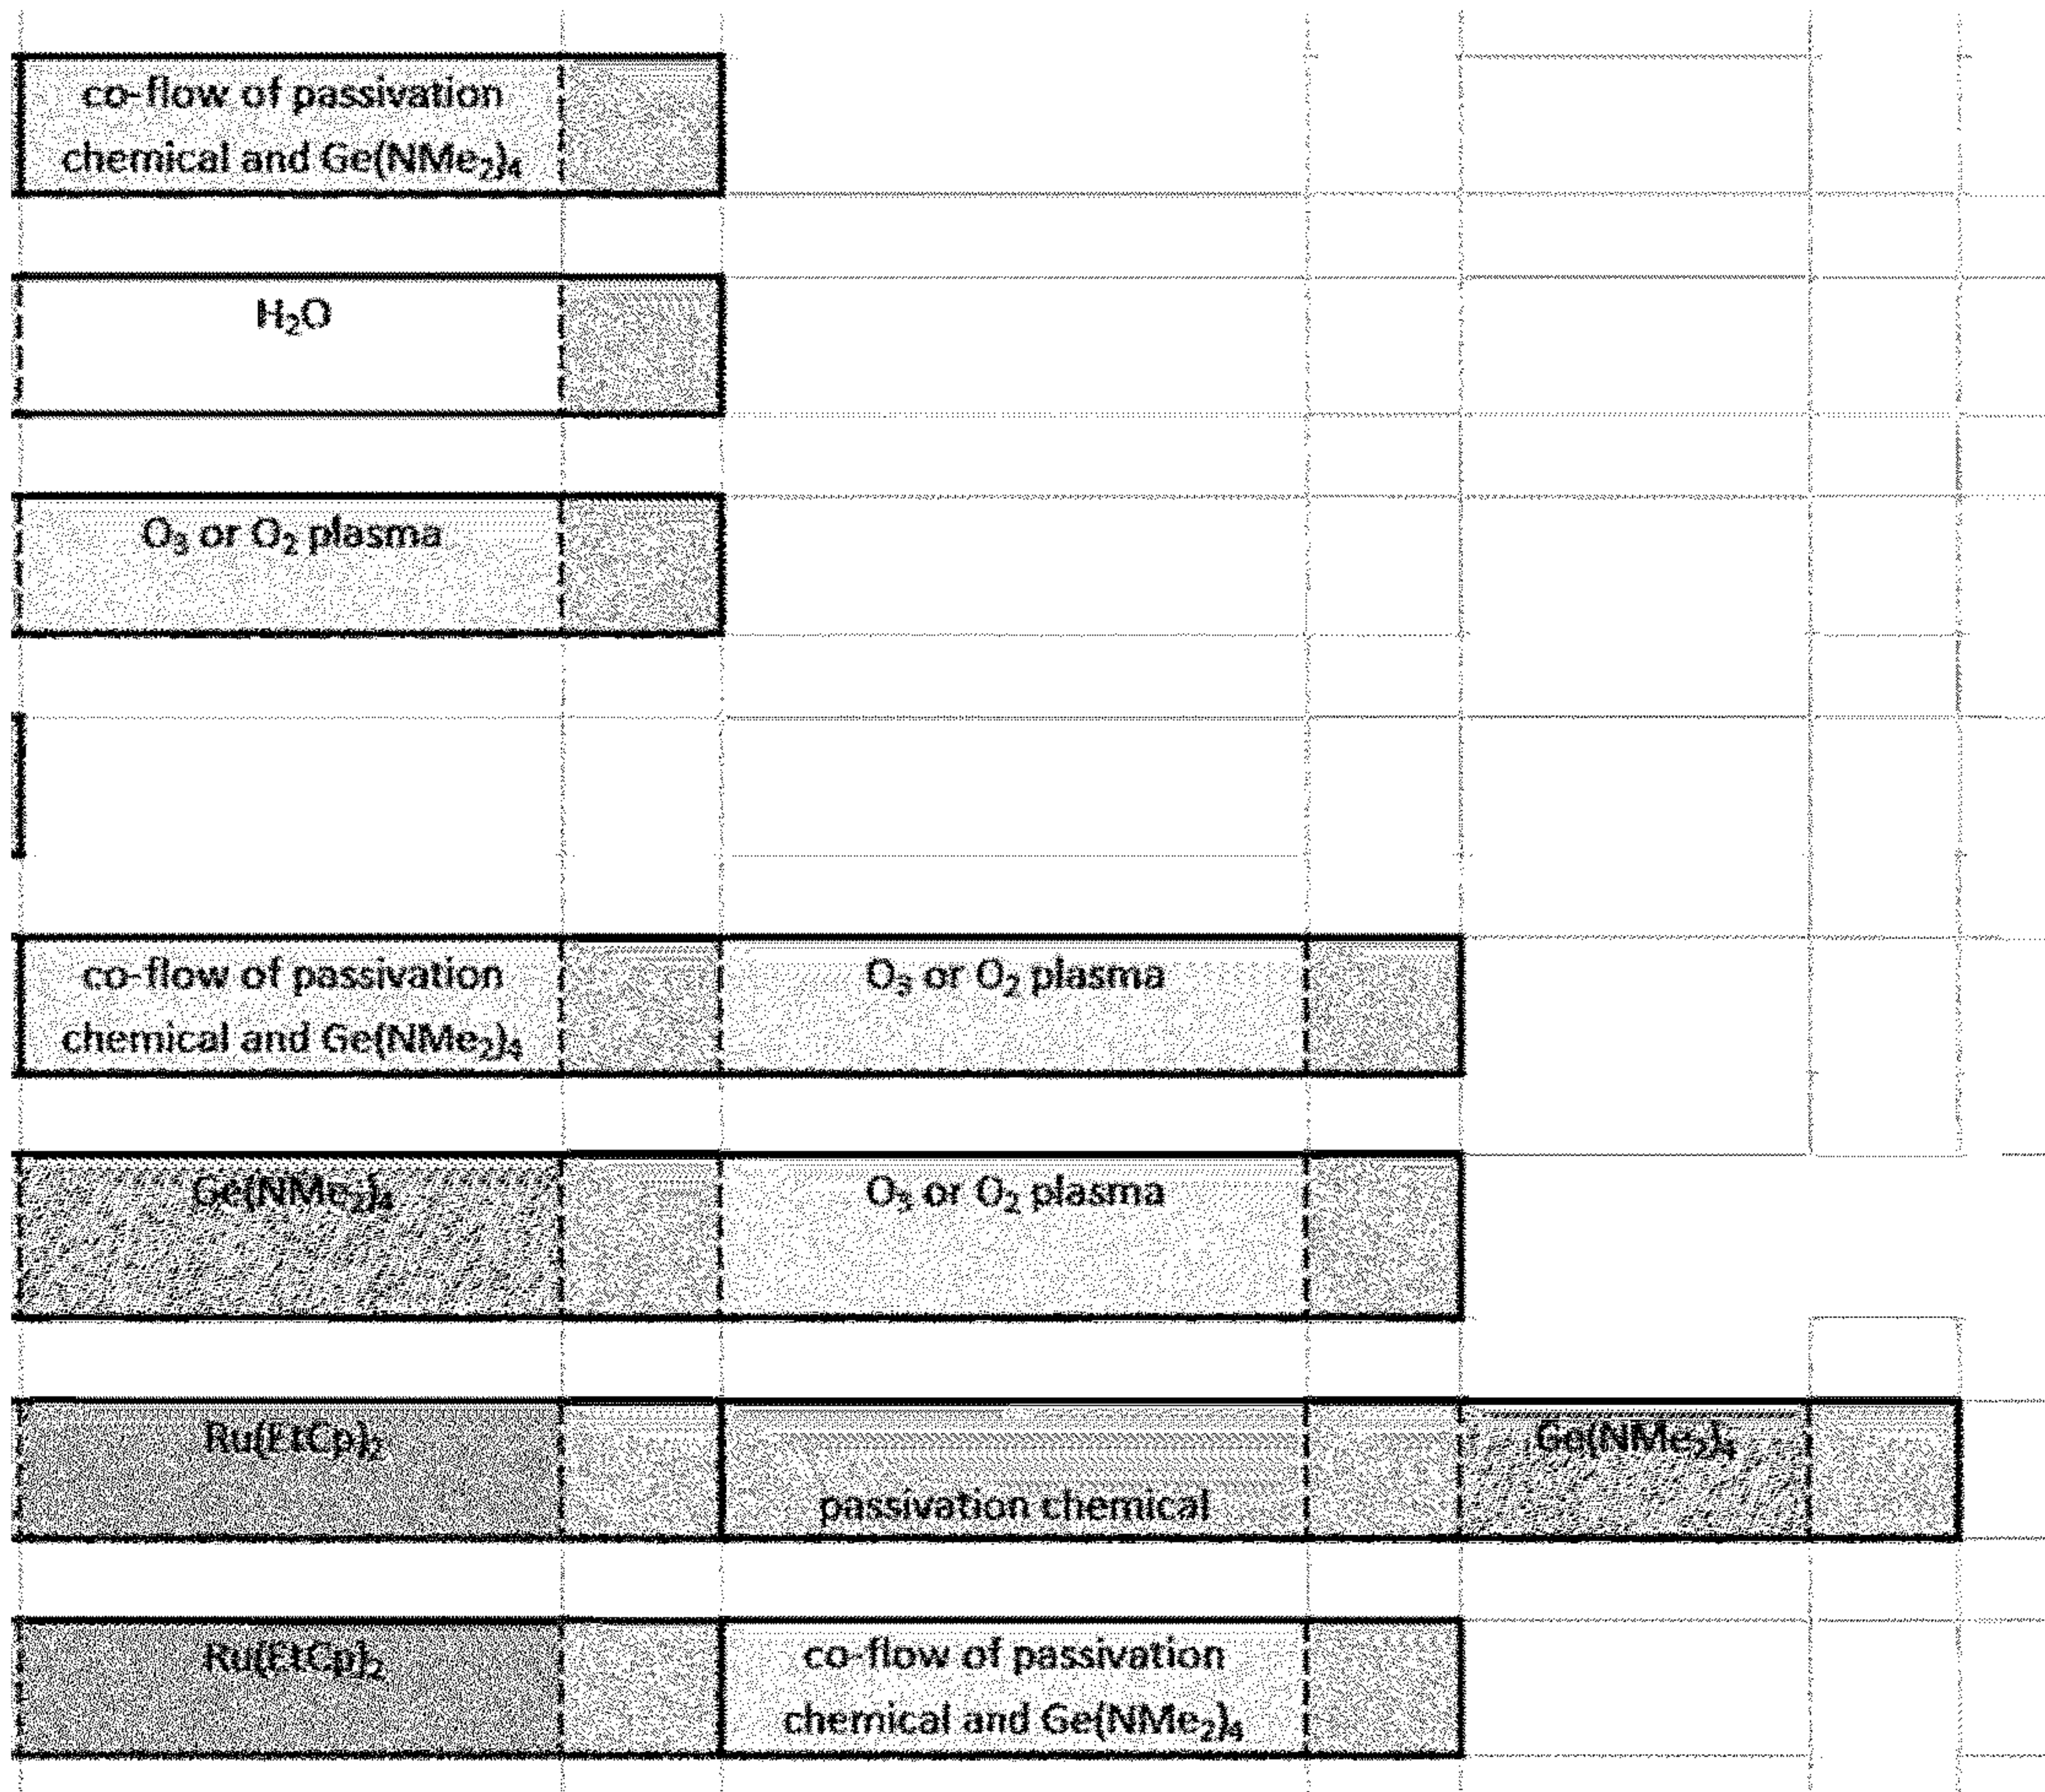 co-flow of passivation
chemical and Ge(NMe₂)₄
H₂O
O₃ or O₂ plasma
co-flow of passivation
chemical and Ge(NMe₂)₄
O₃ or O₂ plasma
Ge(NMe₂)₄
O₃ or O₂ plasma
Ru(EtCp)₂
passivation chemical
Ge(NMe₂)₄
Ru(EtCp)₂
co-flow of passivation
chemical and Ge(NMe₂)₄